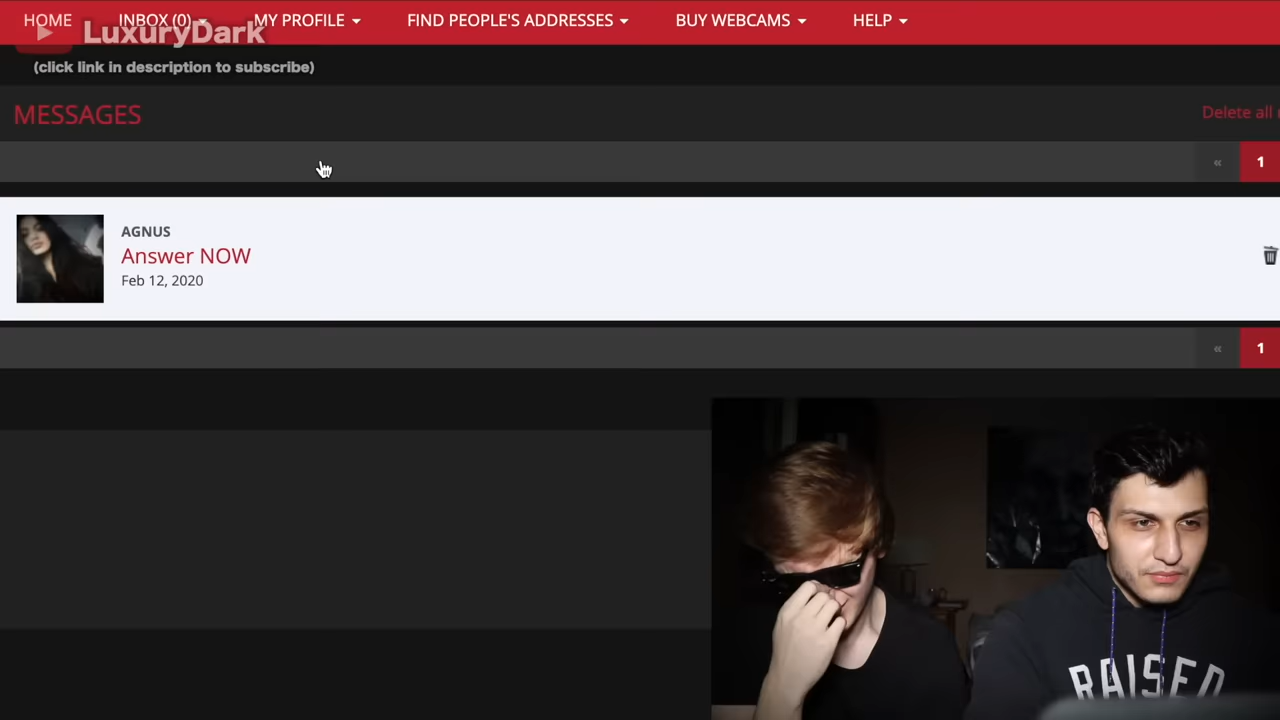 HOME INBOX (0) MY PROFILE FIND PEOPLE'S ADDRESSES BUY WEBCAMS HELP
LuxuryDark
(click link in description to subscribe)
MESSAGES Delete all
« 1
AGNUS
Answer NOW
Feb 12, 2020
« 1
RAISED